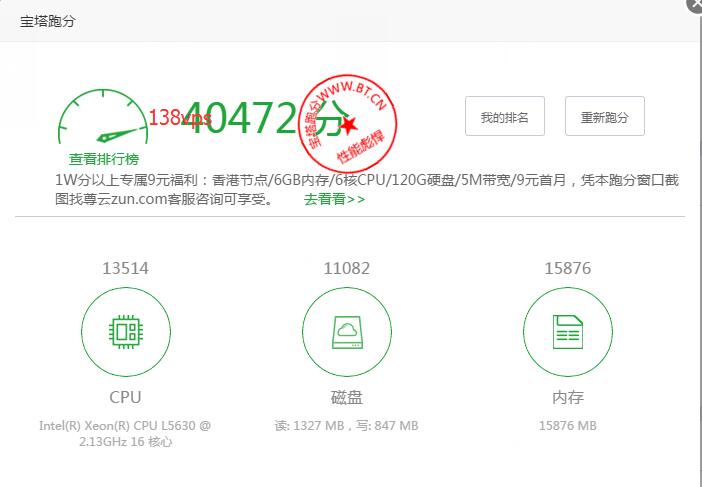 宝塔跑分
138vps
40472 分
宝塔跑分WWW.BT.CN
性能彪悍
查看排行榜
我的排名
重新跑分
1W分以上专属9元福利：香港节点/6GB内存/6核CPU/120G硬盘/5M带宽/9元首月，凭本跑分窗口截
图找尊云zun.com客服咨询可享受。 去看看>>
13514
11082
15876
CPU
磁盘
内存
Intel(R) Xeon(R) CPU L5630 @
2.13GHz 16 核心
读: 1327 MB , 写: 847 MB
15876 MB